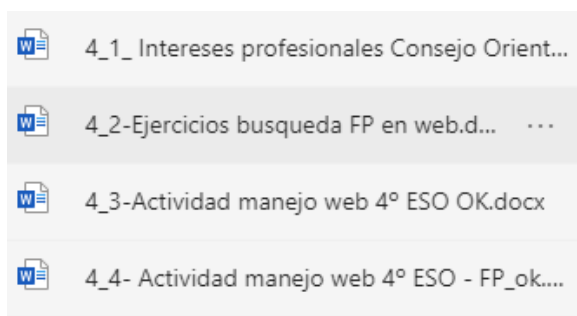 4_1_ Intereses profesionales Consejo Orient...
4_2-Ejercicios busqueda FP en web.d...
4_3-Actividad manejo web 4º ESO OK.docx
4_4- Actividad manejo web 4º ESO - FP_ok....